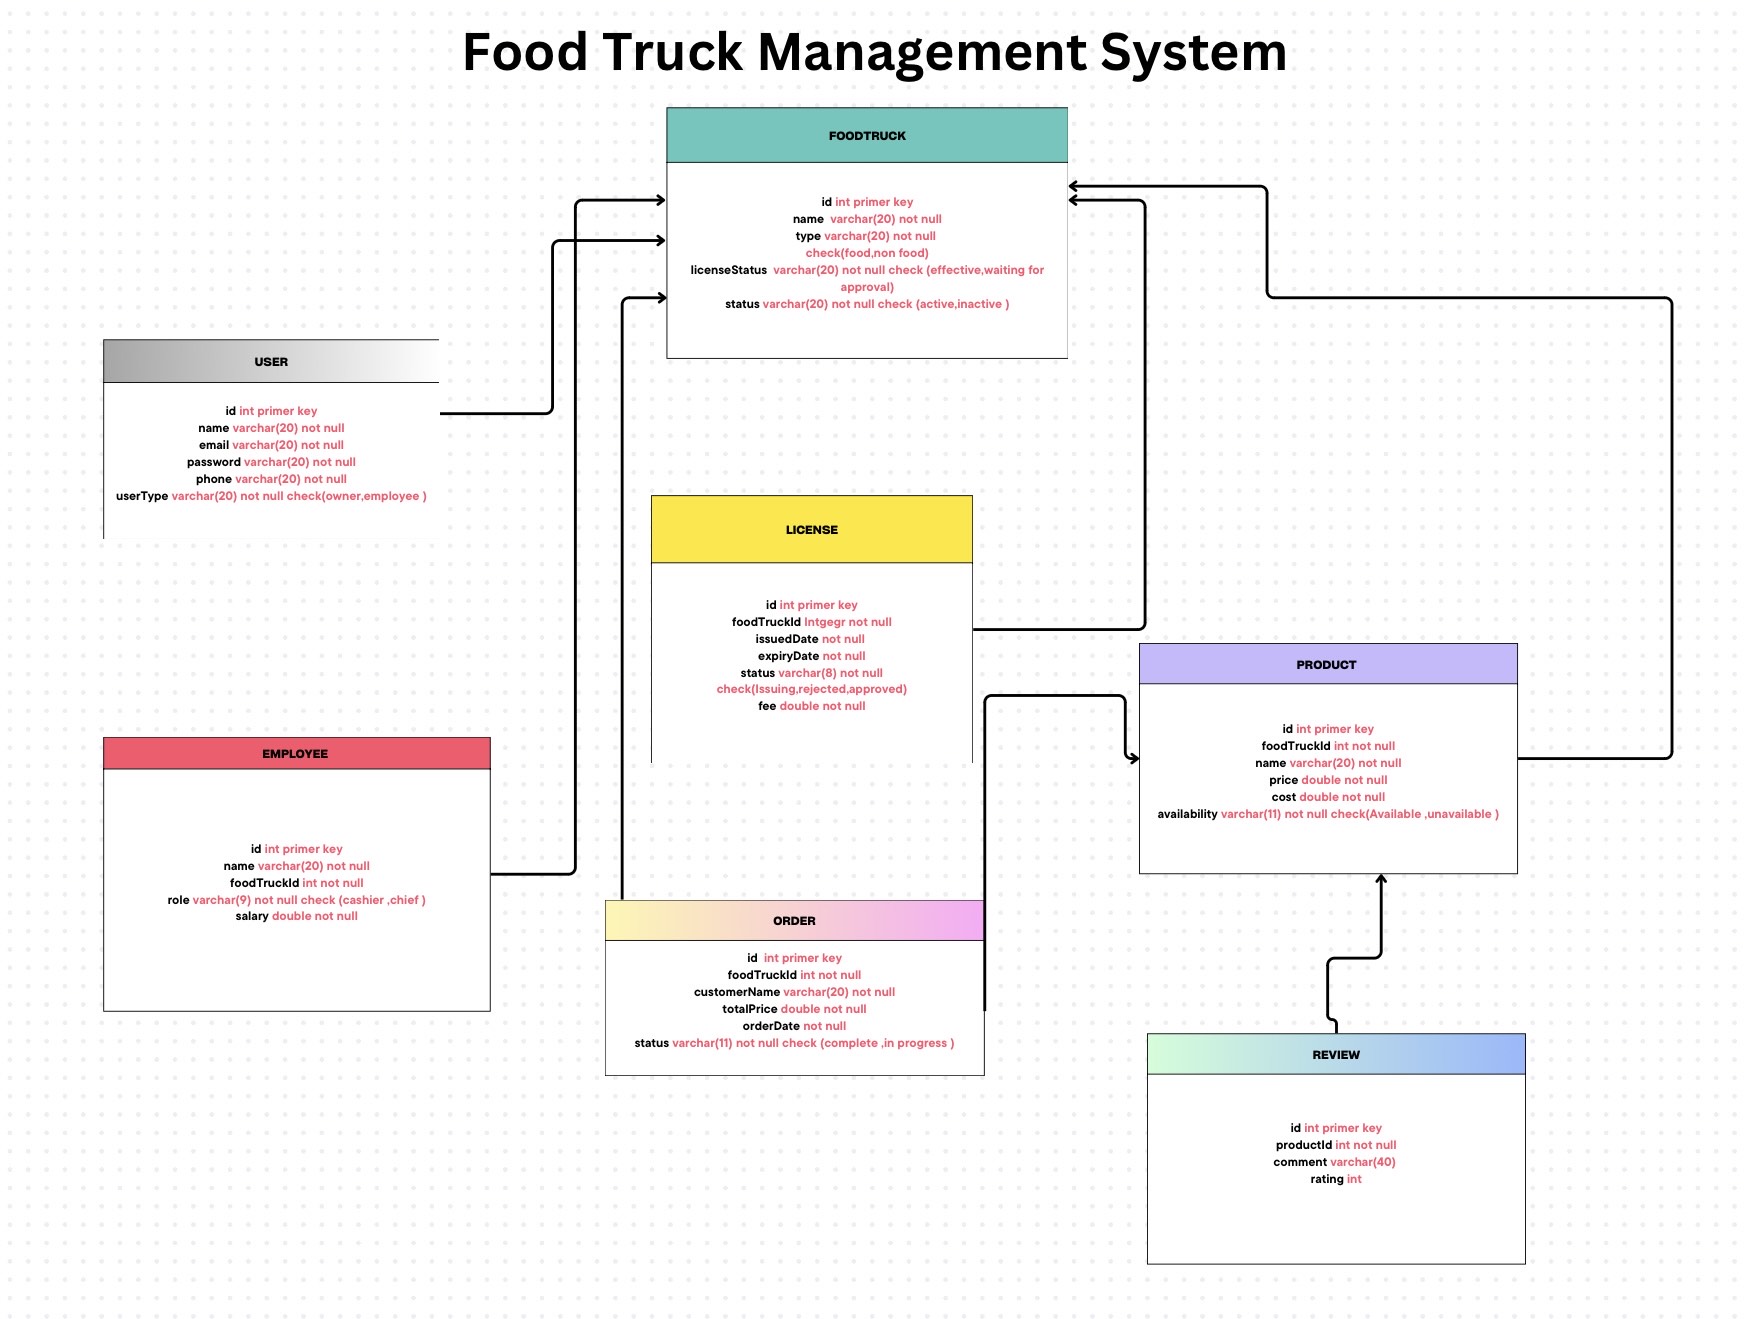 Food Truck Management System
FOODTRUCK
id int primer key
name varchar(20) not null
type varchar(20) not null
check(food,non food)
licenseStatus varchar(20) not null check (effective,waiting for
approval)
status varchar(20) not null check (active,inactive )
USER
id int primer key
name varchar(20) not null
email varchar(20) not null
password varchar(20) not null
phone varchar(20) not null
userType varchar(20) not null check(owner,employee )
LICENSE
id int primer key
foodTruckId Intgegr not null
issuedDate not null
expiryDate not null
status varchar(8) not null
check(Issuing,rejected,approved)
fee double not null
PRODUCT
id int primer key
foodTruckId int not null
name varchar(20) not null
price double not null
cost double not null
availability varchar(11) not null check(Available ,unavailable )
EMPLOYEE
id int primer key
name varchar(20) not null
foodTruckId int not null
role varchar(9) not null check (cashier ,chief )
salary double not null
ORDER
id int primer key
foodTruckId int not null
customerName varchar(20) not null
totalPrice double not null
orderDate not null
status varchar(11) not null check (complete ,in progress )
REVIEW
id int primer key
productId int not null
comment varchar(40)
rating int